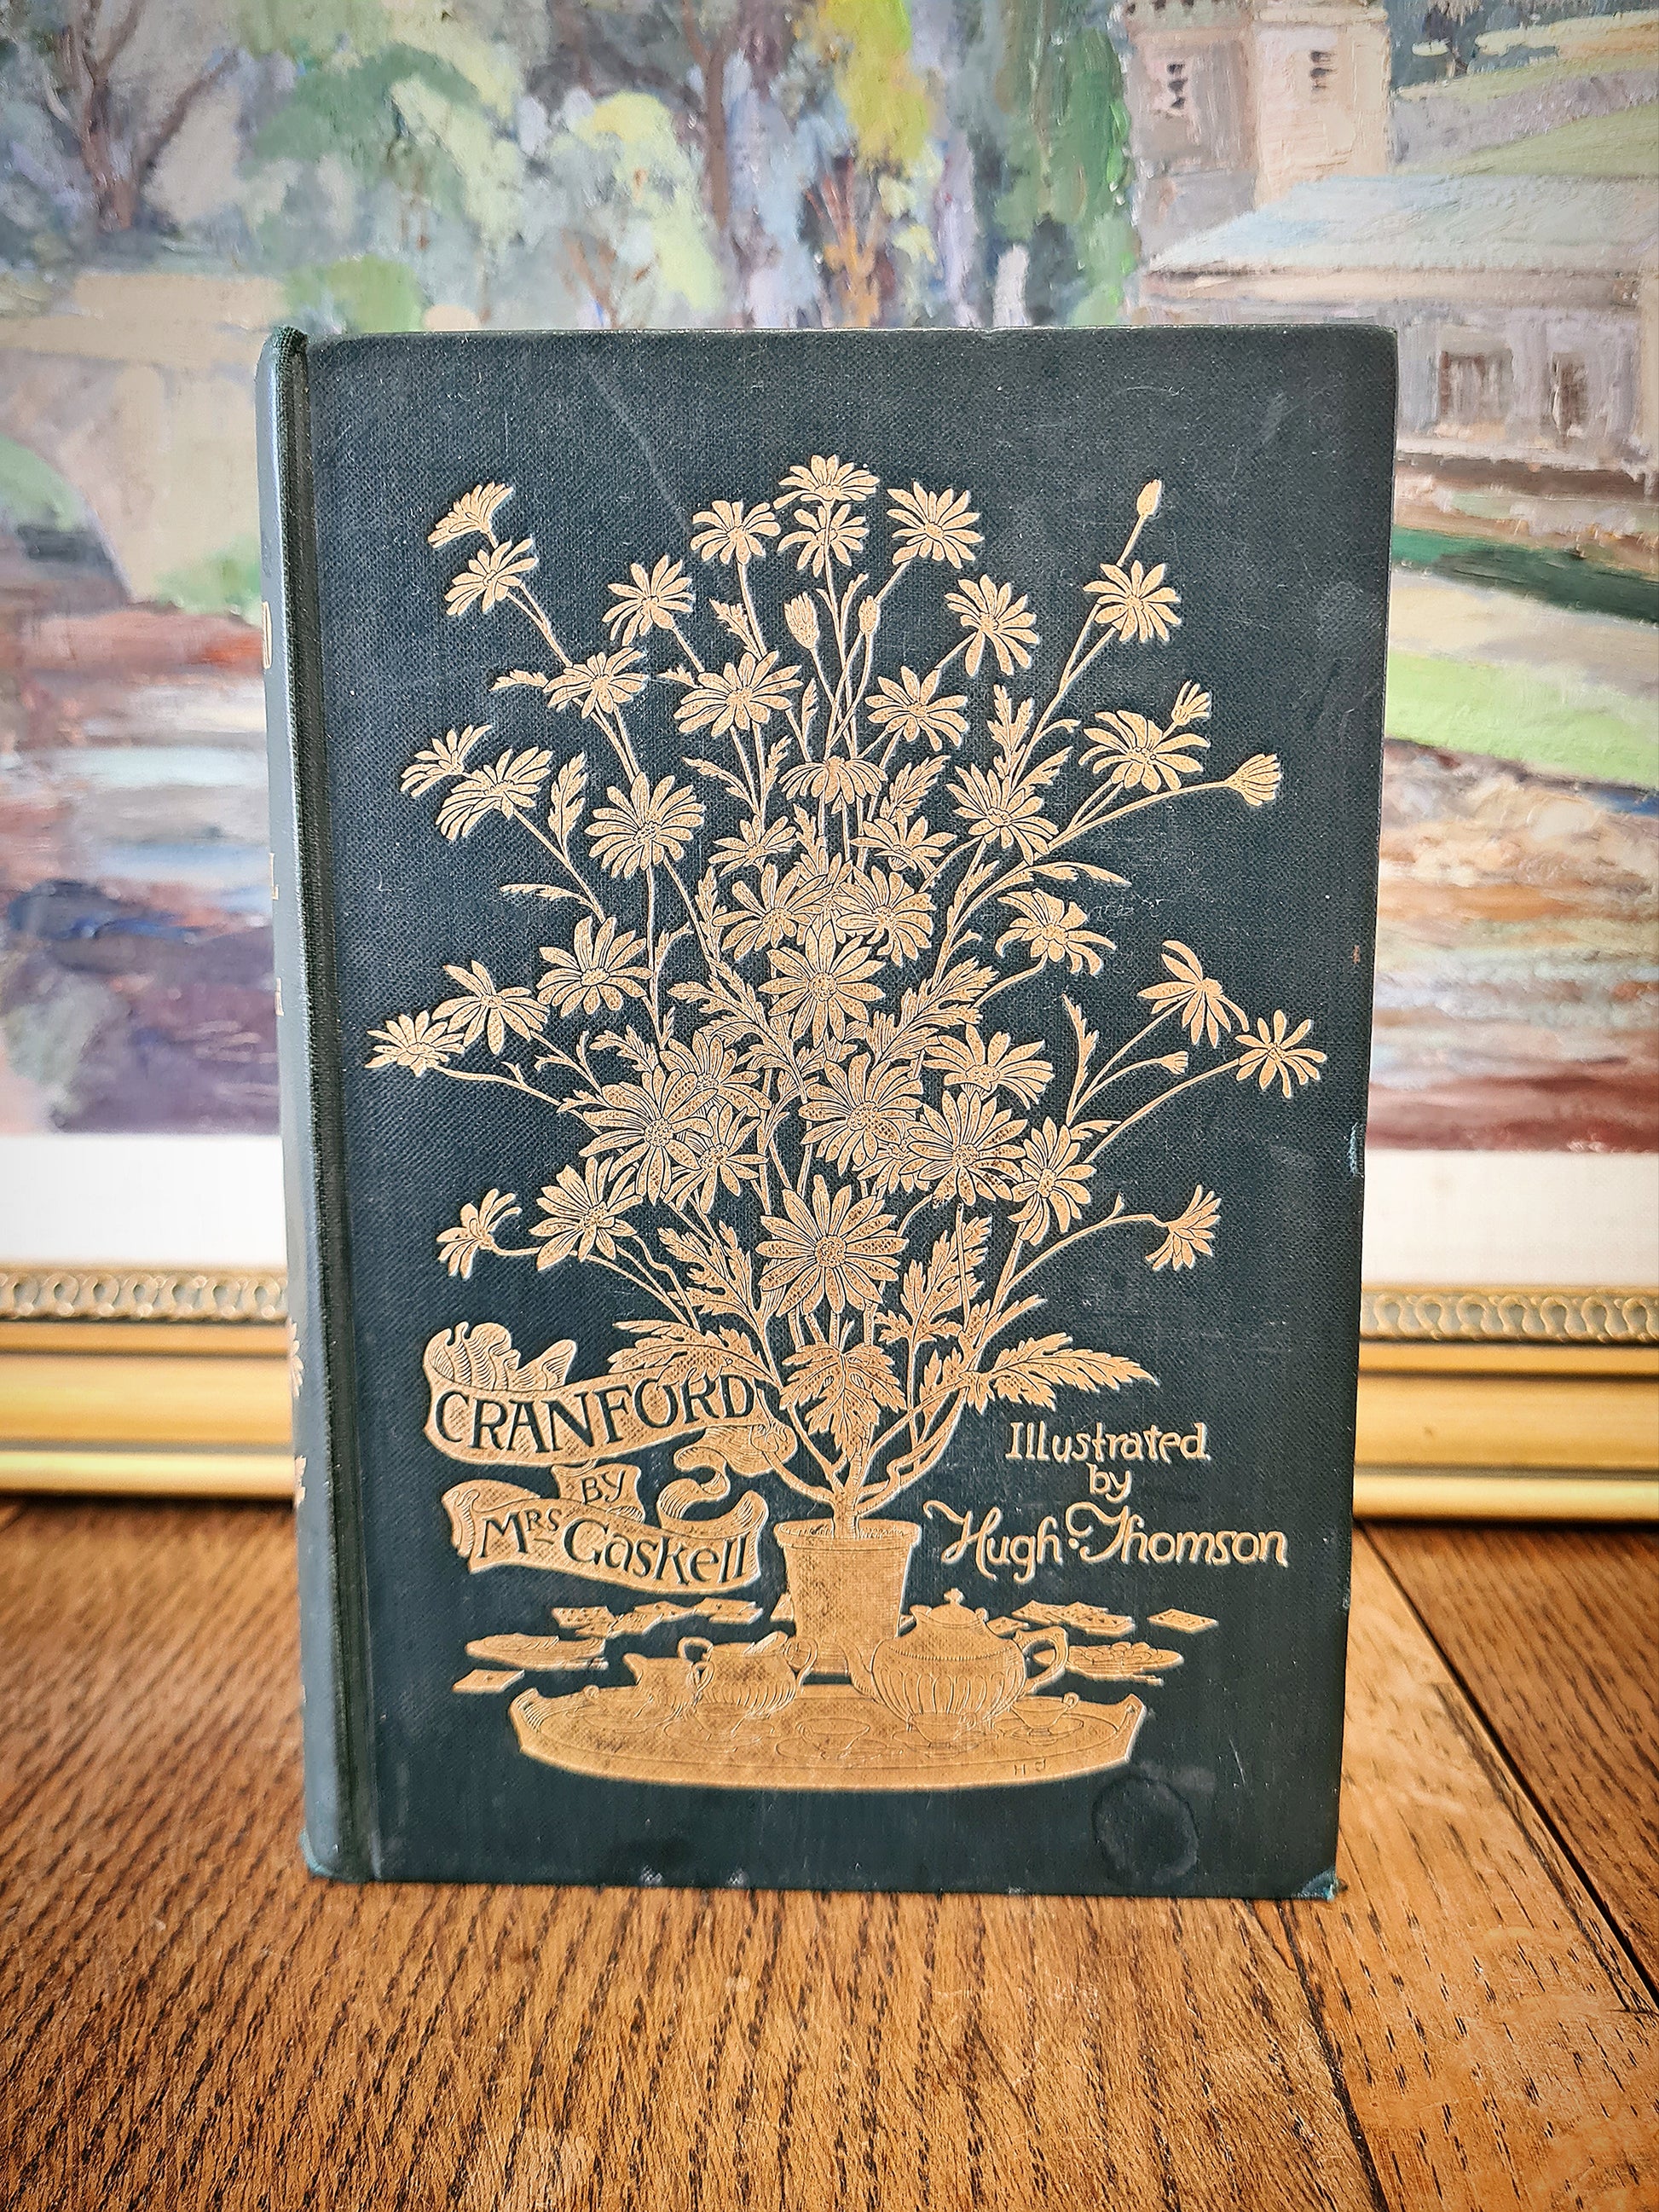 CRANFORD
BY
MRS Gaskell
Illustrated
by
Hugh Thomson
H J